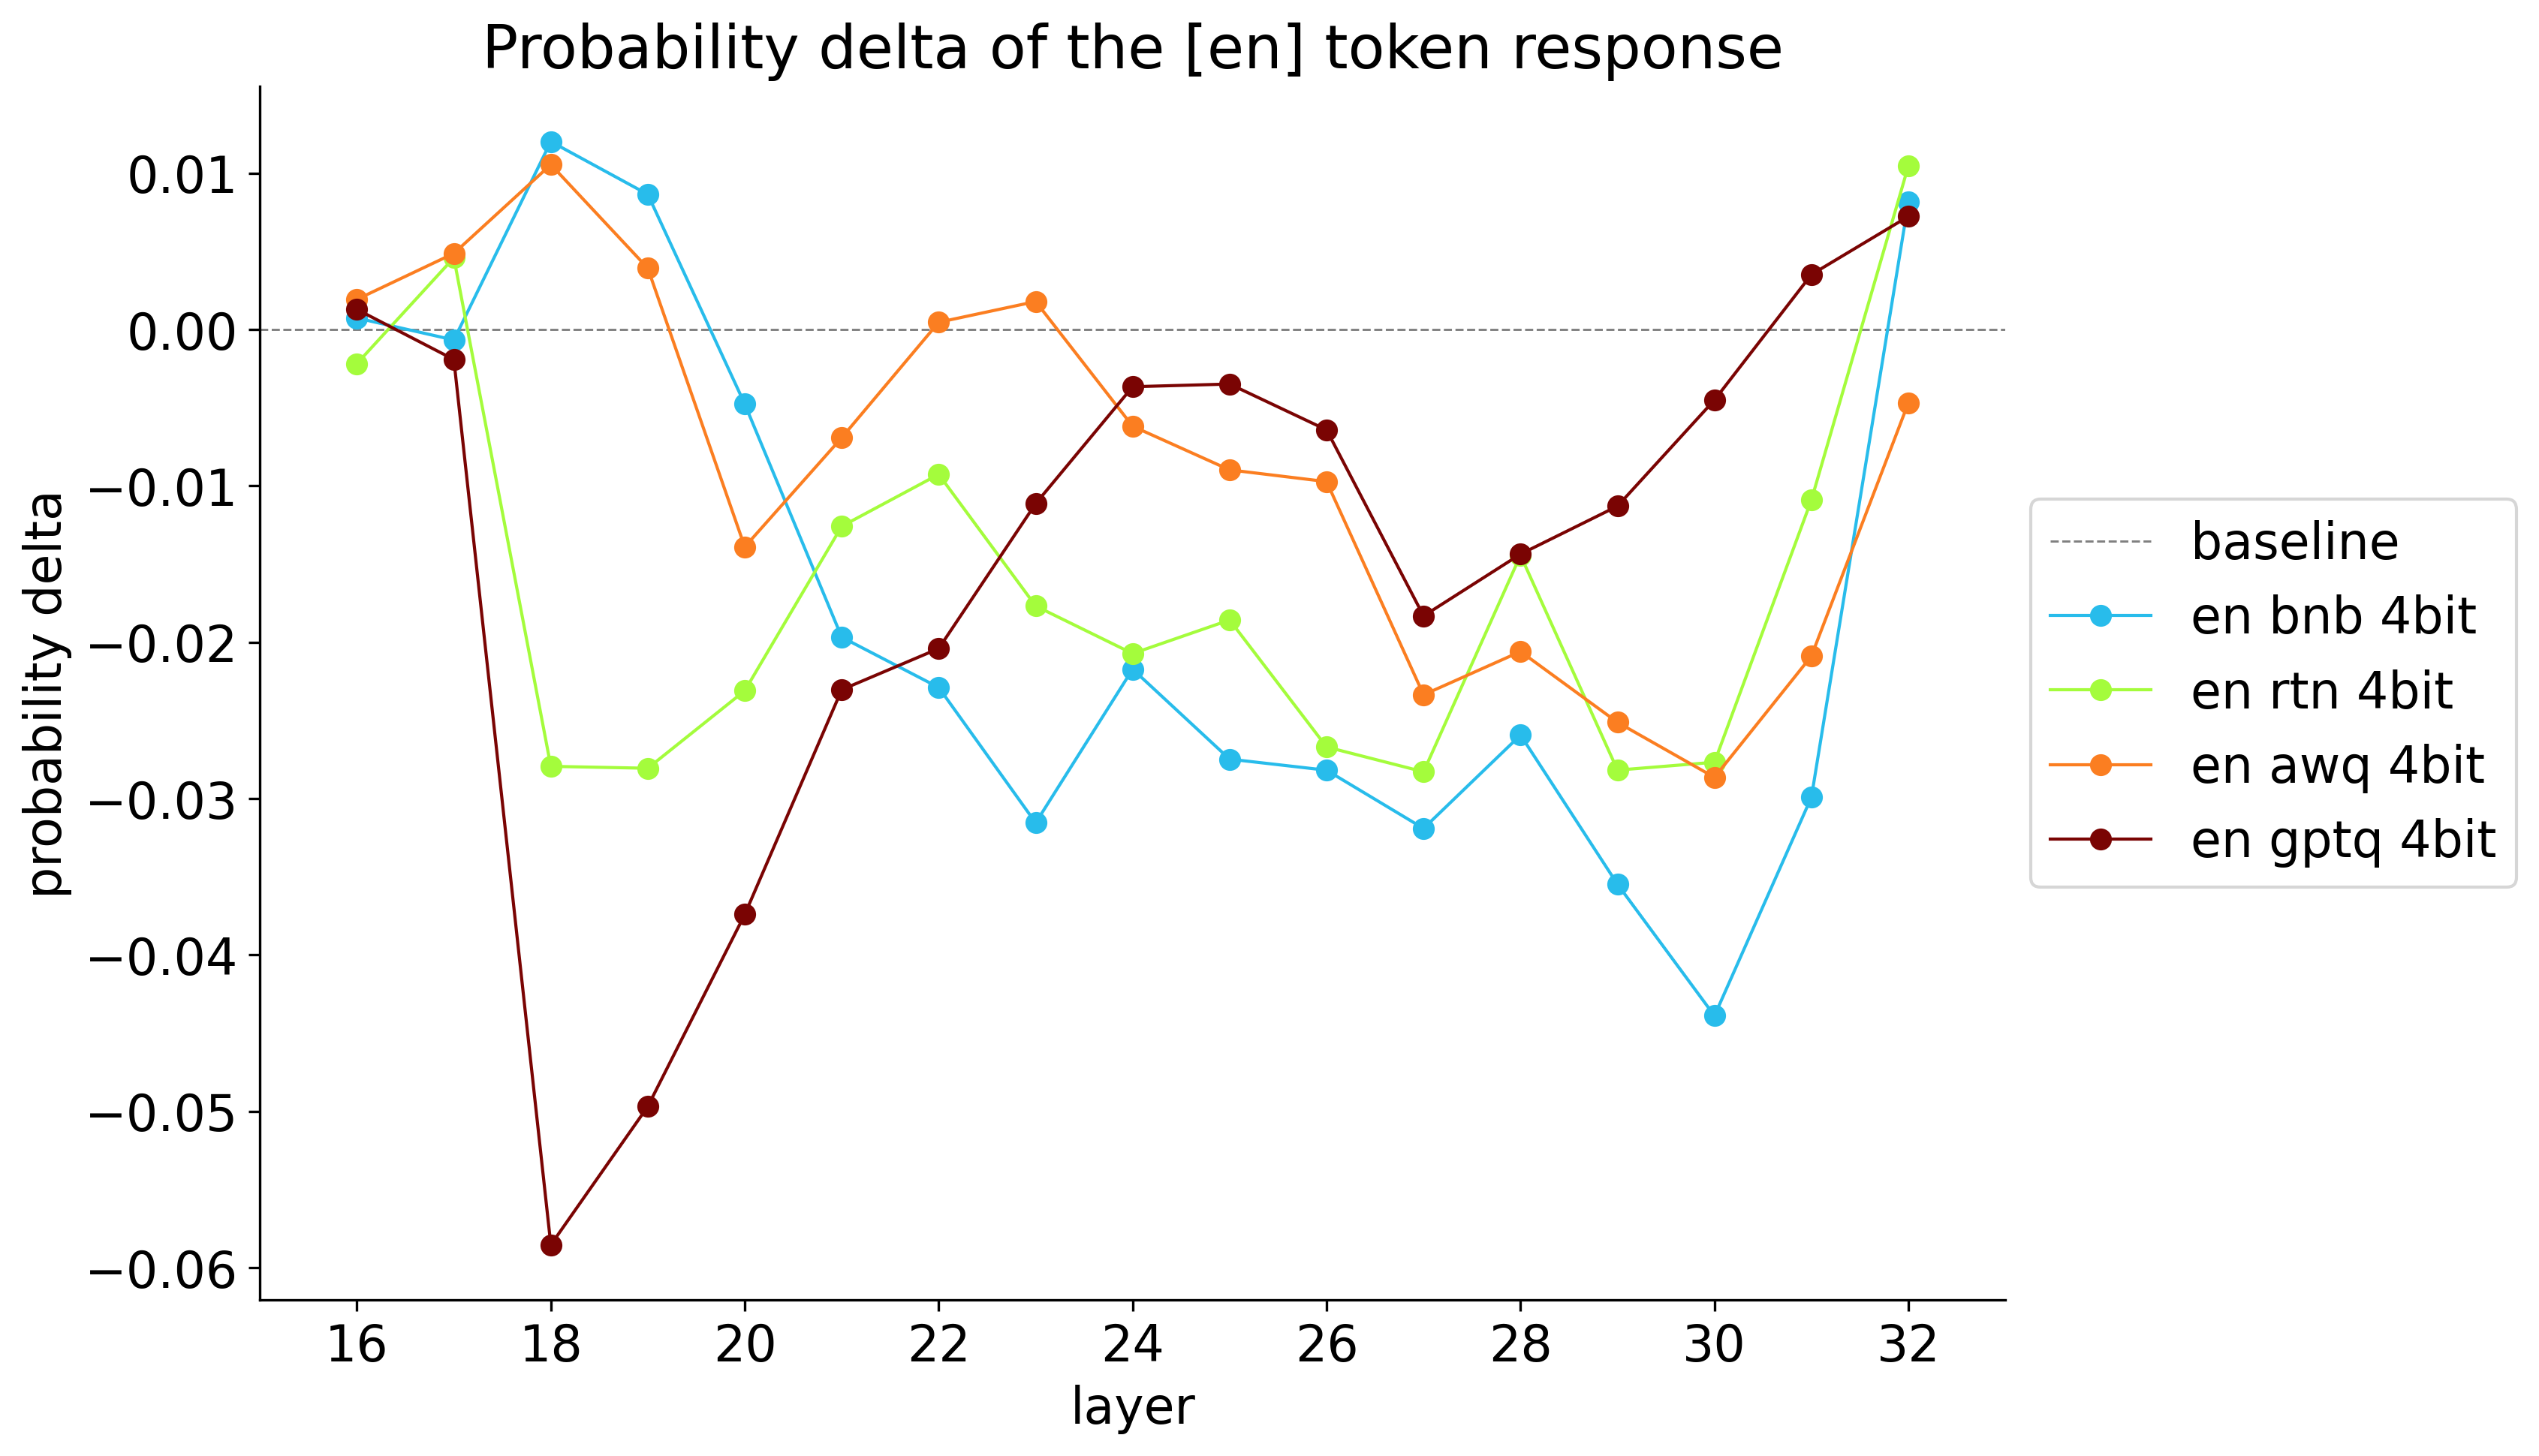 Probability delta of the [en] token response
probability delta
0.01
0.00
−0.01
−0.02
−0.03
−0.04
−0.05
−0.06
16 18 20 22 24 26 28 30 32
layer
baseline
en bnb 4bit
en rtn 4bit
en awq 4bit
en gptq 4bit